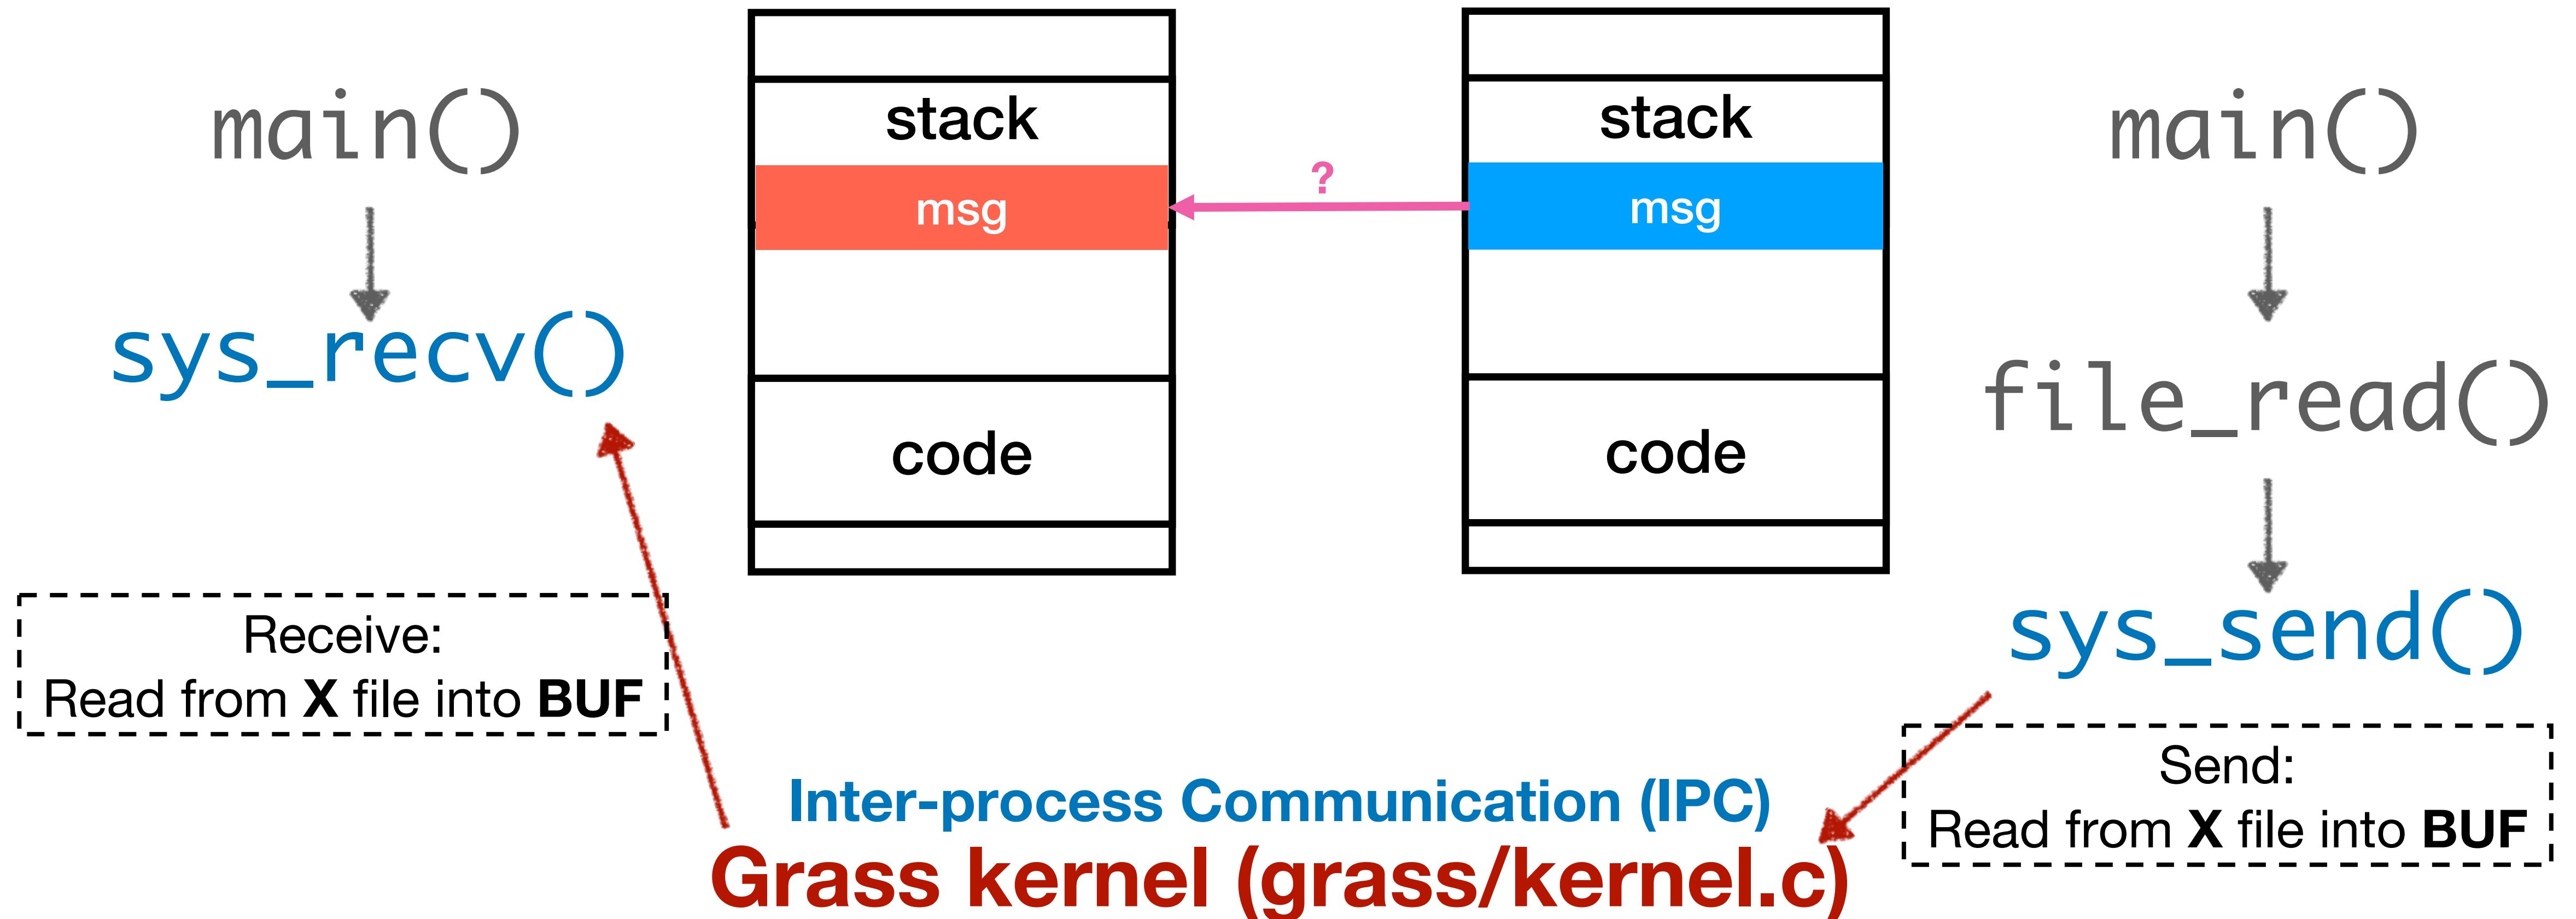 main()
sys_recv()
Receive:
Read from X file into BUF
stack
msg
code
?
stack
msg
code
main()
file_read()
sys_send()
Send:
Read from X file into BUF
Inter-process Communication (IPC)
Grass kernel (grass/kernel.c)